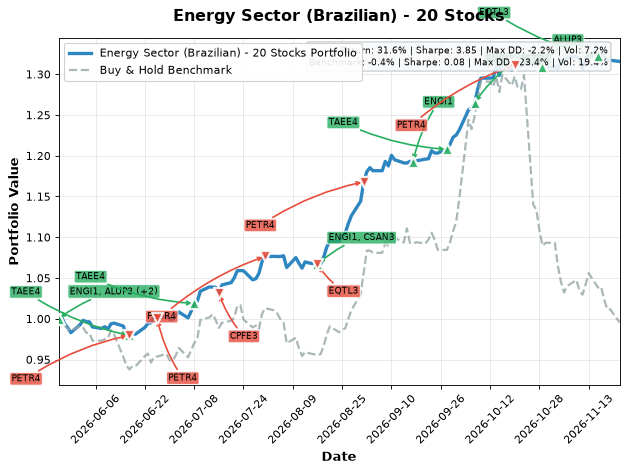 Energy Sector (Brazilian) - 20 Stocks
EQTL3
ALUP3
Energy Sector (Brazilian) - 20 Stocks Portfolio
Buy & Hold Benchmark
31.6% | Sharpe: 3.85 | Max DD: -2.2% | Vol: 7.2%
-0.4% | Sharpe: 0.08 | Max DD: -23.4% | Vol: 19.4%
ENGI1
TAEE4
PETR4
PETR4
ENGI1, CSAN3
TAEE4
TAEE4
ENGI1, ALUP3 (+2)
EQTL3
PETR4
CPFE3
PETR4
PETR4
1.30
1.25
1.20
1.15
1.10
1.05
1.00
0.95
Portfolio Value
2026-06-06
2026-06-22
2026-07-08
2026-07-24
2026-08-09
2026-08-25
2026-09-10
2026-09-26
2026-10-12
2026-10-28
2026-11-13
Date